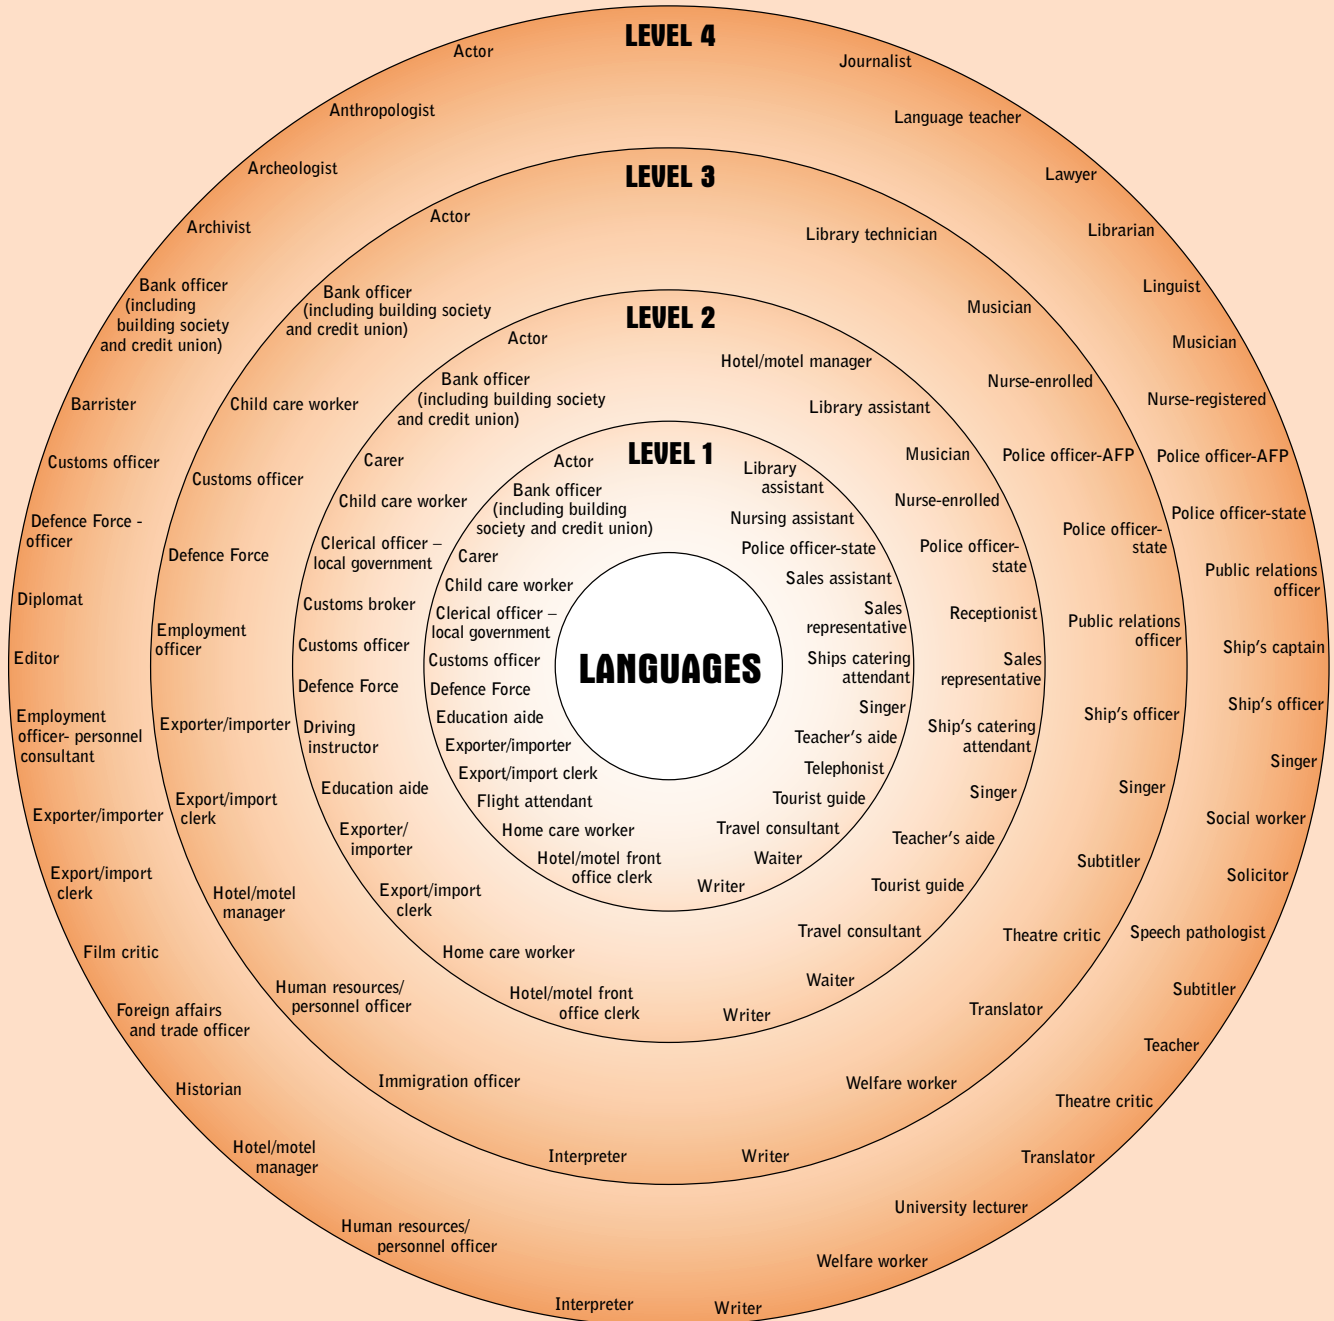 LEVEL 4
Actor
Anthropologist
Archeologist
Archivist
Bank officer
(including
building society
and credit union)
Barrister
Customs officer
Defence Force -
officer
Diplomat
Editor
Employment
officer- personnel
consultant
Exporter/importer
Export/import
clerk
Film critic
Foreign affairs
and trade officer
Historian
Hotel/motel
manager
Human resources/
personnel officer
Interpreter
Journalist
Language teacher
Lawyer
Librarian
Linguist
Musician
Nurse-registered
Police officer-AFP
Police officer-state
Public relations
officer
Ship's captain
Ship's officer
Singer
Social worker
Solicitor
Speech pathologist
Subtitler
Teacher
Theatre critic
Translator
University lecturer
Welfare worker
Writer
LEVEL 3
Actor
Bank officer
(including building society
and credit union)
Child care worker
Customs officer
Defence Force
Employment
officer
Exporter/importer
Export/import
clerk
Hotel/motel
manager
Human resources/
personnel officer
Immigration officer
Interpreter
Library technician
Musician
Nurse-enrolled
Police officer-AFP
Police officer-
state
Public relations
officer
Ship's officer
Singer
Subtitler
Theatre critic
Translator
Welfare worker
Writer
LEVEL 2
Actor
Bank officer
(including building society
and credit union)
Carer
Child care worker
Clerical officer –
local government
Customs broker
Customs officer
Defence Force
Driving
instructor
Education aide
Exporter/
importer
Export/import
clerk
Home care worker
Hotel/motel front
office clerk
Hotel/motel manager
Library assistant
Musician
Nurse-enrolled
Police officer-
state
Receptionist
Sales
representative
Ship's catering
attendant
Singer
Teacher's aide
Tourist guide
Travel consultant
Waiter
Writer
LEVEL 1
Actor
Bank officer
(including building
society and credit union)
Carer
Child care worker
Clerical officer –
local government
Customs officer
Defence Force
Education aide
Exporter/importer
Export/import clerk
Flight attendant
Home care worker
Hotel/motel front
office clerk
Library
assistant
Nursing assistant
Police officer-state
Sales assistant
Sales
representative
Ships catering
attendant
Singer
Teacher's aide
Telephonist
Tourist guide
Travel consultant
Waiter
Writer
LANGUAGES